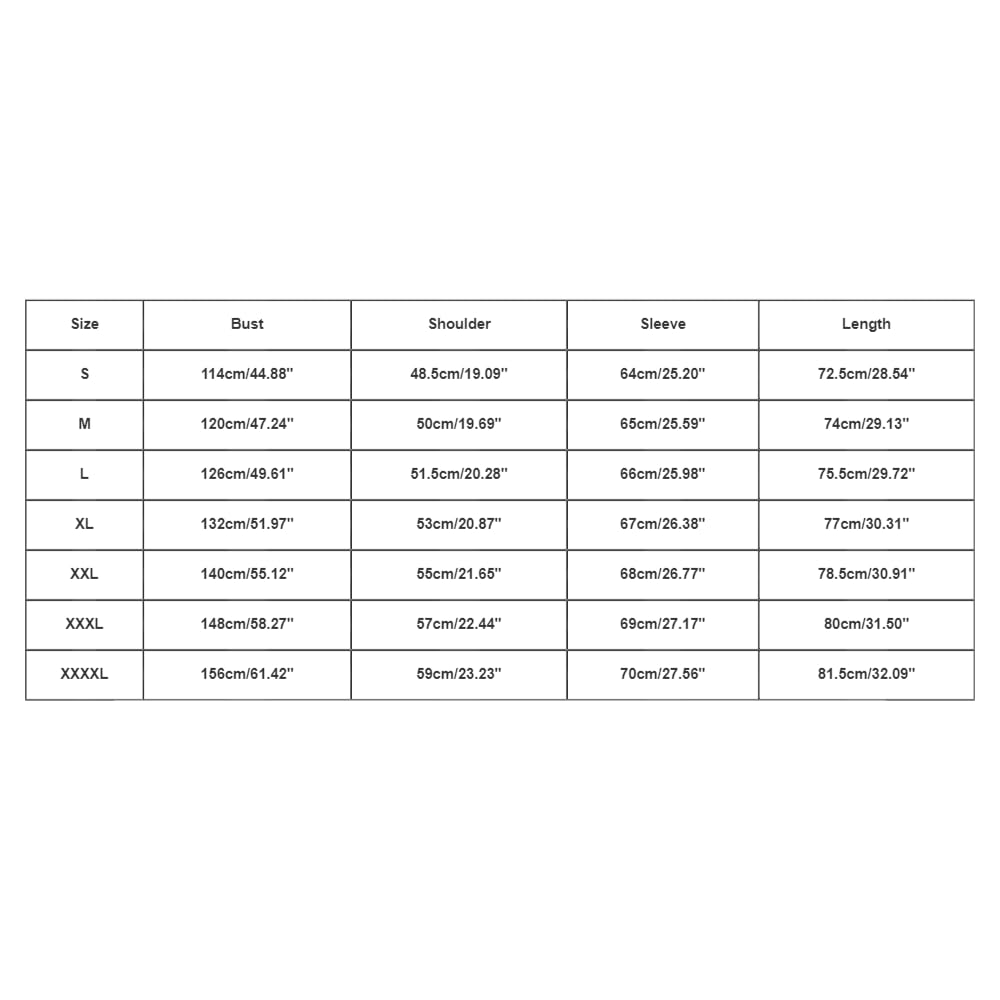 Size Bust Shoulder Sleeve Length
S 114cm/44.88" 48.5cm/19.09" 64cm/25.20" 72.5cm/28.54"
M 120cm/47.24" 50cm/19.69" 65cm/25.59" 74cm/29.13"
L 126cm/49.61" 51.5cm/20.28" 66cm/25.98" 75.5cm/29.72"
XL 132cm/51.97" 53cm/20.87" 67cm/26.38" 77cm/30.31"
XXL 140cm/55.12" 55cm/21.65" 68cm/26.77" 78.5cm/30.91"
XXXL 148cm/58.27" 57cm/22.44" 69cm/27.17" 80cm/31.50"
XXXXL 156cm/61.42" 59cm/23.23" 70cm/27.56" 81.5cm/32.09"